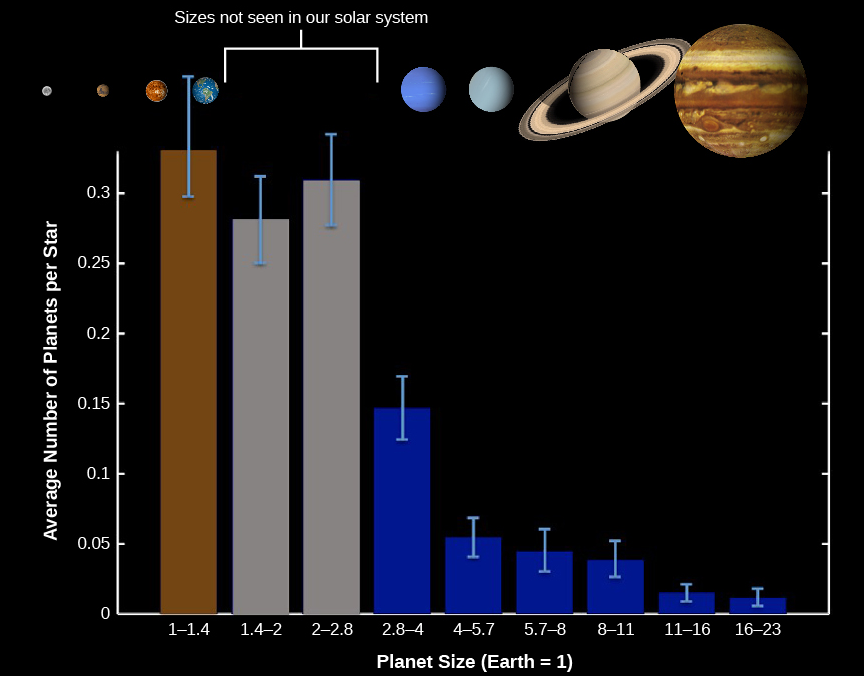 Sizes not seen in our solar system
Average Number of Planets per Star
0.3
0.25
0.2
0.15
0.1
0.05
0
1–1.4 1.4–2 2–2.8 2.8–4 4–5.7 5.7–8 8–11 11–16 16–23
Planet Size (Earth = 1)